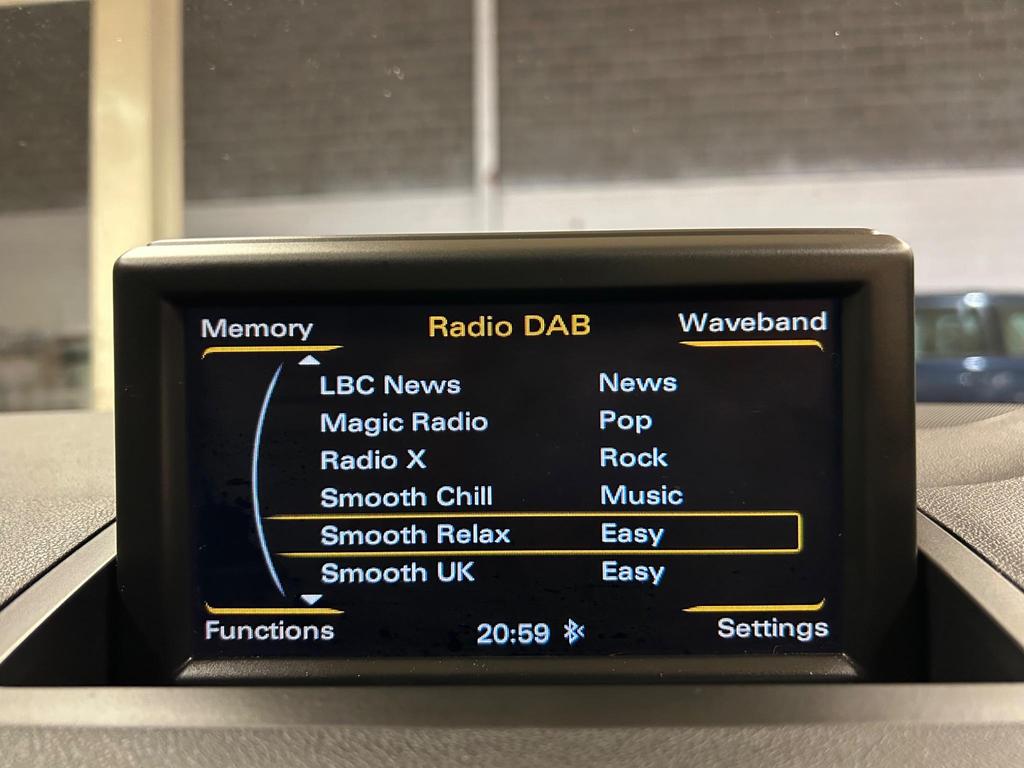 Memory Radio DAB Waveband
LBC News News
Magic Radio Pop
Radio X Rock
Smooth Chill Music
Smooth Relax Easy
Smooth UK Easy
Functions 20:59 Settings